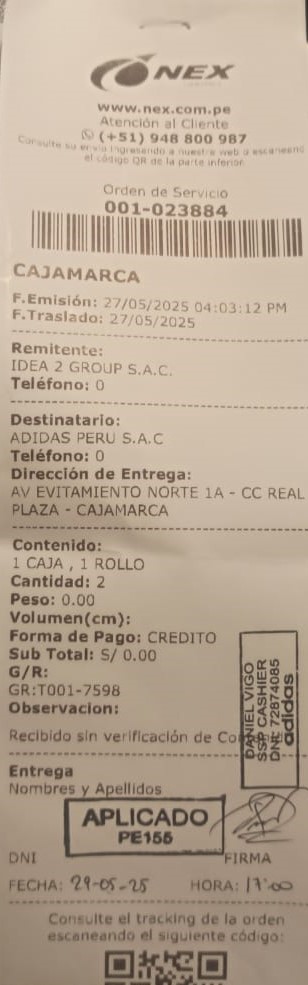 NEX
www.nex.com.pe
Atención al Cliente
(+51) 948 800 987
Consulte su envío ingresando a nuestra web o escaneando
el código QR de la parte inferior
Orden de Servicio
001-023884
CAJAMARCA
F.Emisión: 27/05/2025 04:03:12 PM
F.Traslado: 27/05/2025
Remitente:
IDEA 2 GROUP S.A.C.
Teléfono: 0
Destinatario:
ADIDAS PERU S.A.C
Teléfono: 0
Dirección de Entrega:
AV EVITAMIENTO NORTE 1A - CC REAL
PLAZA - CAJAMARCA
Contenido:
1 CAJA , 1 ROLLO
Cantidad: 2
Peso: 0.00
Volumen(cm):
Forma de Pago: CREDITO
Sub Total: S/ 0.00
G/R:
GR:T001-7598
Observacion:
DANIEL VIGO
SSP CASHIER
DNI: 72874085
adidas
Recibido sin verificación de
Entrega
Nombres y Apellidos
APLICADO
PE155
DNI FIRMA
FECHA: 29-05-25 HORA: 17:00
Consulte el tracking de la orden
escaneando el siguiente código: